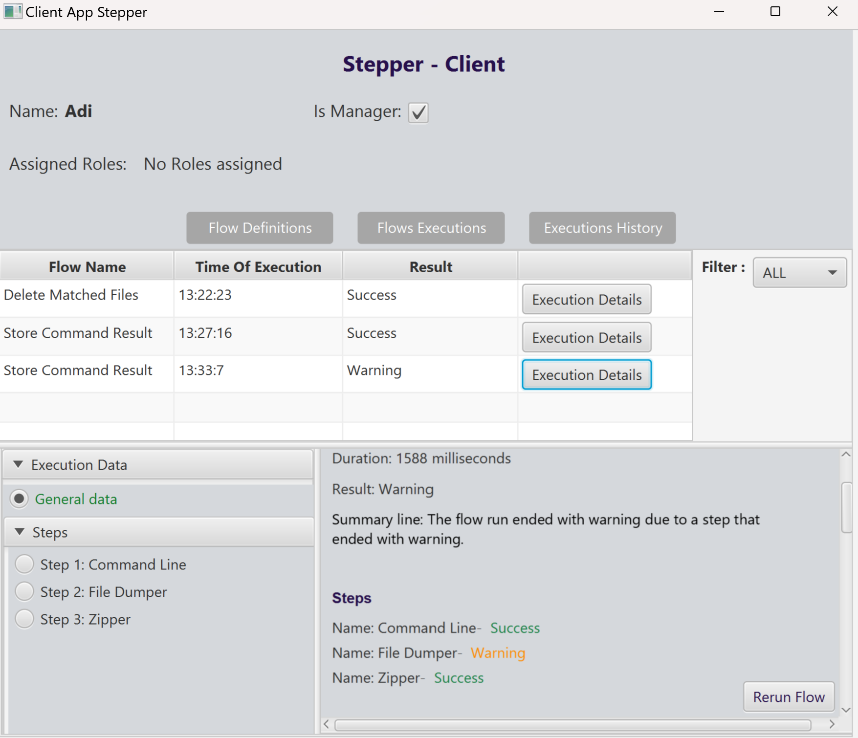 Client App Stepper
Stepper - Client
Name: Adi
Is Manager:
Assigned Roles: No Roles assigned
Flow Definitions
Flows Executions
Executions History
Flow Name Time Of Execution Result
Delete Matched Files 13:22:23 Success Execution Details
Store Command Result 13:27:16 Success Execution Details
Store Command Result 13:33:7 Warning Execution Details
Filter : ALL
Execution Data
General data
Steps
Step 1: Command Line
Step 2: File Dumper
Step 3: Zipper
Duration: 1588 milliseconds
Result: Warning
Summary line: The flow run ended with warning due to a step that
ended with warning.
Steps
Name: Command Line- Success
Name: File Dumper- Warning
Name: Zipper- Success
Rerun Flow